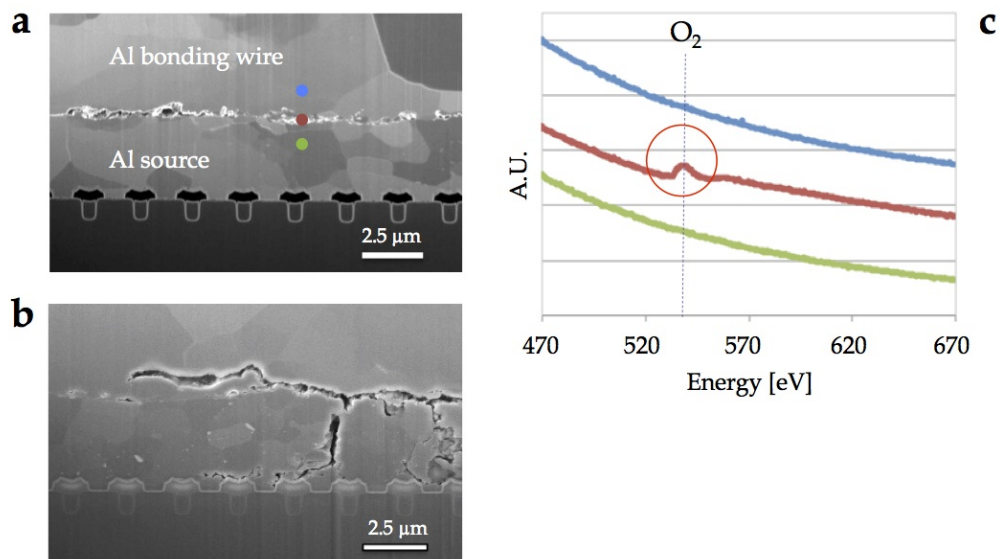 a
Al bonding wire
Al source
2.5 µm
b
2.5 µm
c
O₂
A.U.
470 520 570 620 670
Energy [eV]